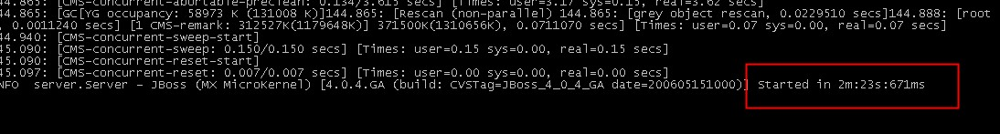 44.865: [CMS-concurrent-abortable-preclean: 0.134/3.615 secs] [Times: user=3.17 sys=0.15, real=3.62 secs]
44.865: [GC[YG occupancy: 58973 K (131008 K)]144.865: [Rescan (non-parallel) 144.865: [grey object rescan, 0.0229510 secs]144.888: [root
, 0.0011240 secs] [1 CMS-remark: 312527K(1179648K)] 371500K(1310656K), 0.0711070 secs] [Times: user=0.07 sys=0.00, real=0.07 secs]
44.940: [CMS-concurrent-sweep-start]
45.090: [CMS-concurrent-sweep: 0.150/0.150 secs] [Times: user=0.15 sys=0.00, real=0.15 secs]
45.090: [CMS-concurrent-reset-start]
45.097: [CMS-concurrent-reset: 0.007/0.007 secs] [Times: user=0.00 sys=0.00, real=0.00 secs]
NFO  server.Server - JBoss (MX MicroKernel) [4.0.4.GA (build: CVSTag=JBoss_4_0_4_GA date=200605151000)] Started in 2m:23s:671ms